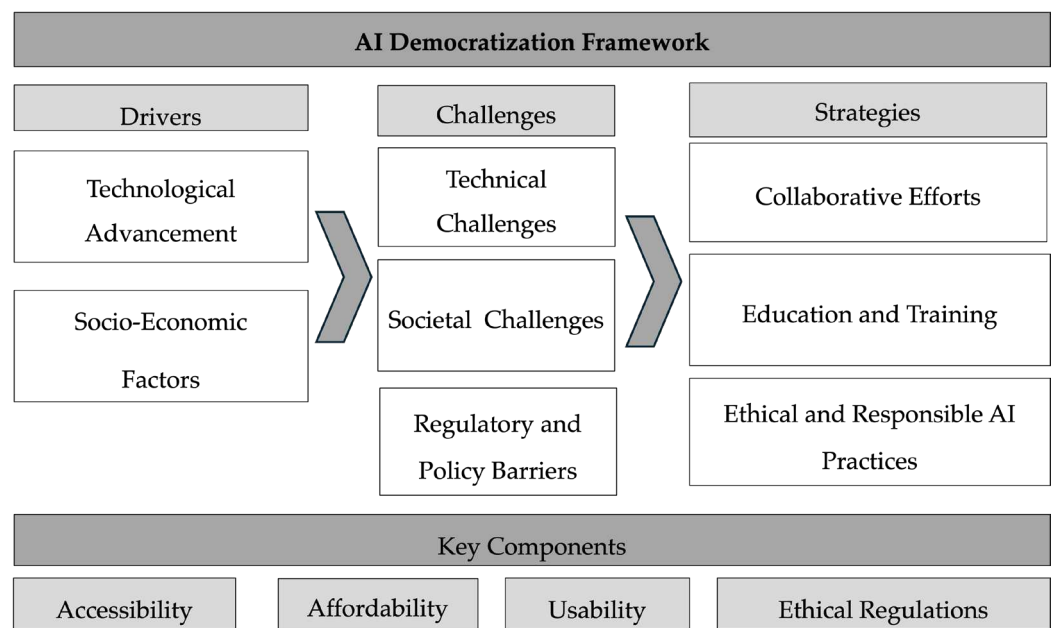 AI Democratization Framework
Drivers
Technological
Advancement
Socio-Economic
Factors
Challenges
Technical
Challenges
Societal Challenges
Regulatory and
Policy Barriers
Strategies
Collaborative Efforts
Education and Training
Ethical and Responsible AI
Practices
Key Components
Accessibility
Affordability
Usability
Ethical Regulations